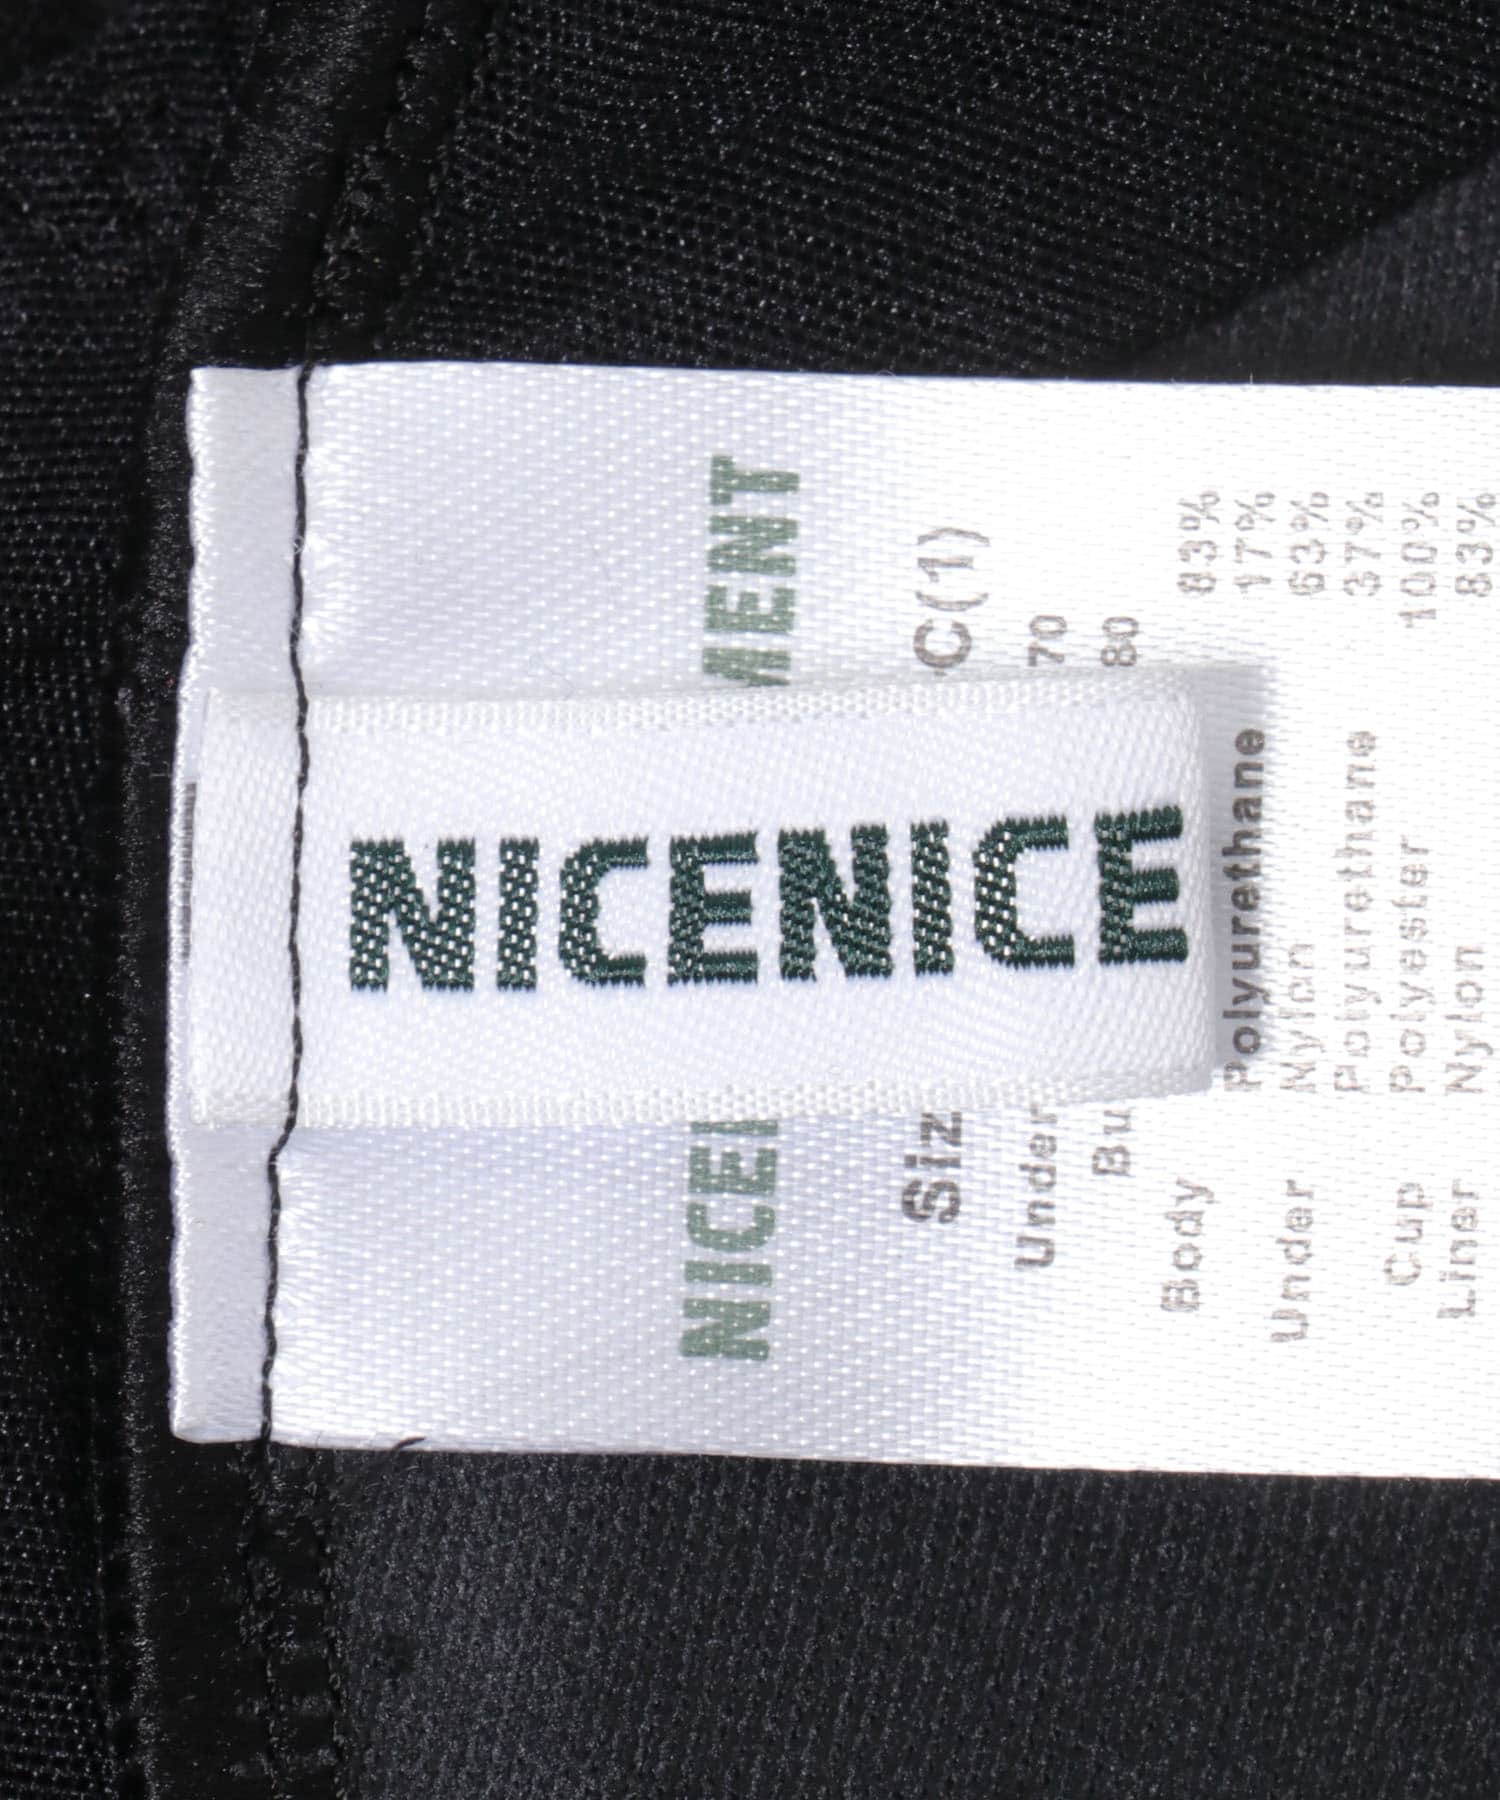 NICENICE
NICE MENT
Siz C(1)
Under 70
Bu 80
Body 83%
Polyurethane 17%
Under Nylon 63%
Polyurethane 37%
Cup Polyester 100%
Liner Nylon 83%